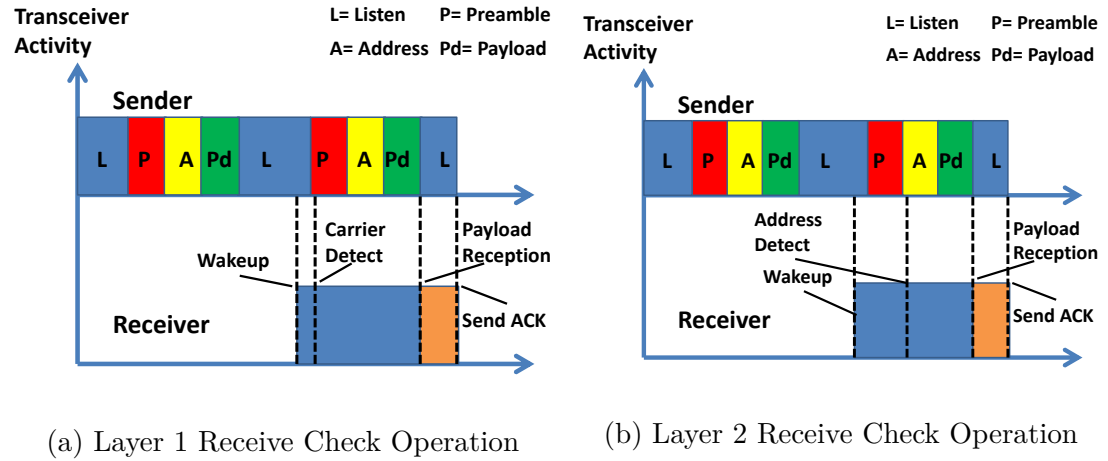 Transceiver
Activity
L= Listen P= Preamble
A= Address Pd= Payload
Sender
L P A Pd L P A Pd L
Wakeup
Carrier
Detect
Payload
Reception
Receiver
Send ACK
(a) Layer 1 Receive Check Operation
Transceiver
Activity
L= Listen P= Preamble
A= Address Pd= Payload
Sender
L P A Pd L P A Pd L
Address
Detect
Wakeup
Payload
Reception
Receiver
Send ACK
(b) Layer 2 Receive Check Operation